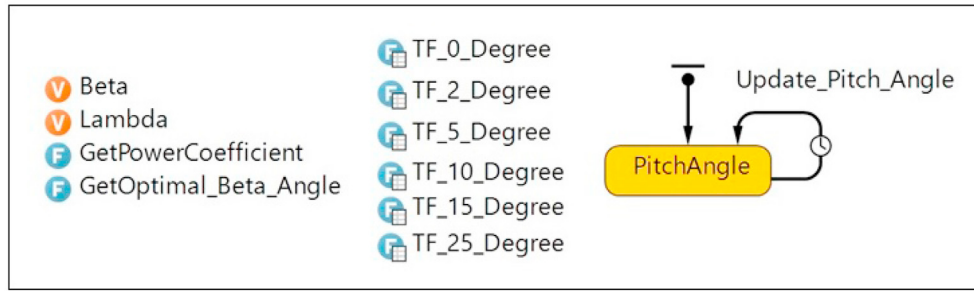 Beta
Lambda
GetPowerCoefficient
GetOptimal_Beta_Angle
TF_0_Degree
TF_2_Degree
TF_5_Degree
TF_10_Degree
TF_15_Degree
TF_25_Degree
Update_Pitch_Angle
PitchAngle